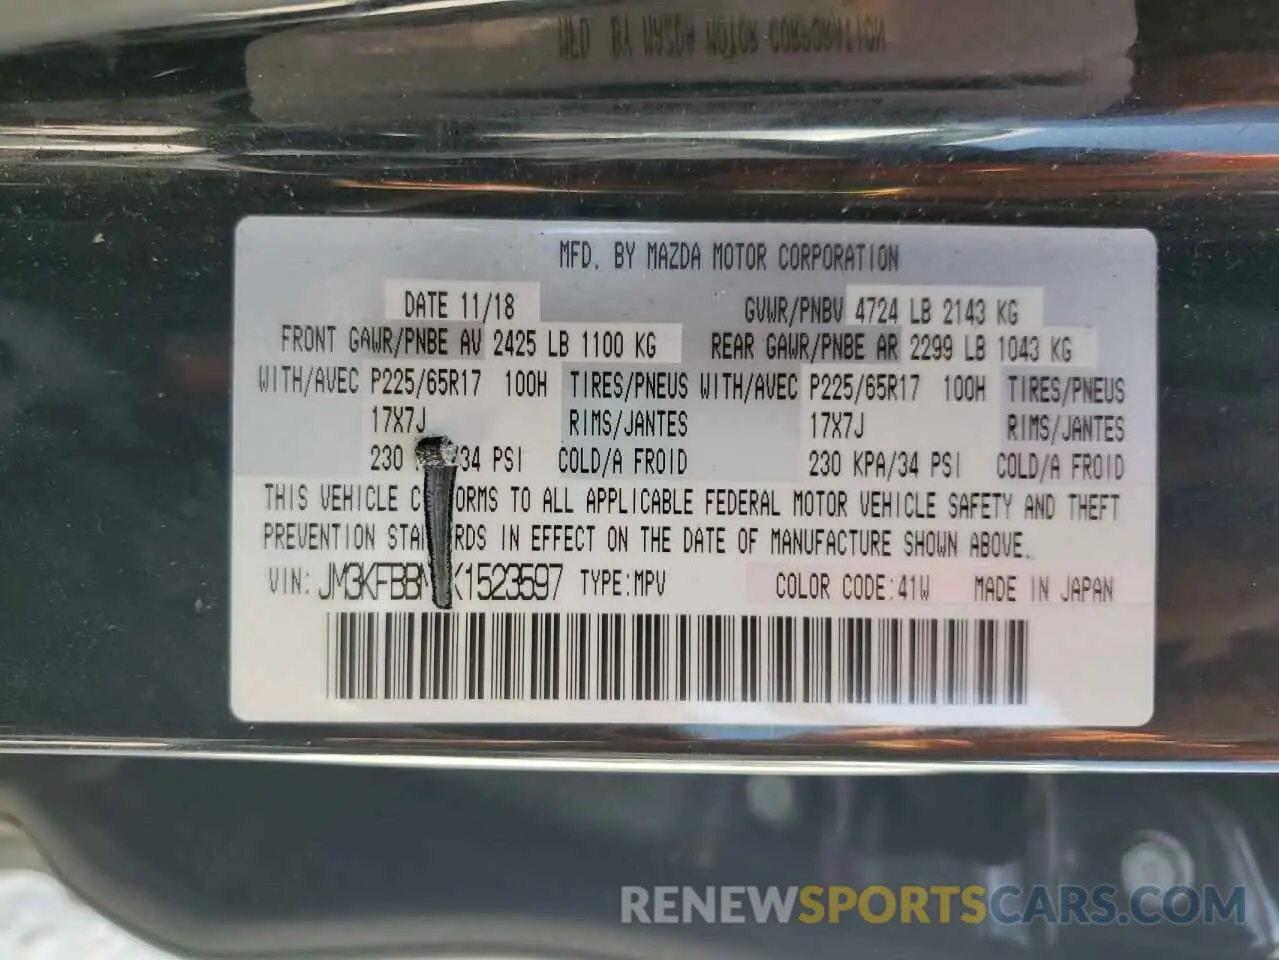 MFD. BY MAZDA MOTOR CORPORATION
DATE 11/18 GVWR/PNBV 4724 LB 2143 KG
FRONT GAWR/PNBE AV 2425 LB 1100 KG REAR GAWR/PNBE AR 2299 LB 1043 KG
WITH/AVEC P225/65R17 100H TIRES/PNEUS WITH/AVEC P225/65R17 100H TIRES/PNEUS
17X7J RIMS/JANTES 17X7J RIMS/JANTES
230 /34 PSI COLD/A FROID 230 KPA/34 PSI COLD/A FROID
THIS VEHICLE C ORMS TO ALL APPLICABLE FEDERAL MOTOR VEHICLE SAFETY AND THEFT
PREVENTION STA RDS IN EFFECT ON THE DATE OF MANUFACTURE SHOWN ABOVE.
VIN: TYPE:MPV COLOR CODE:41W MADE IN JAPAN
RENEWSPORTSCARS.COM